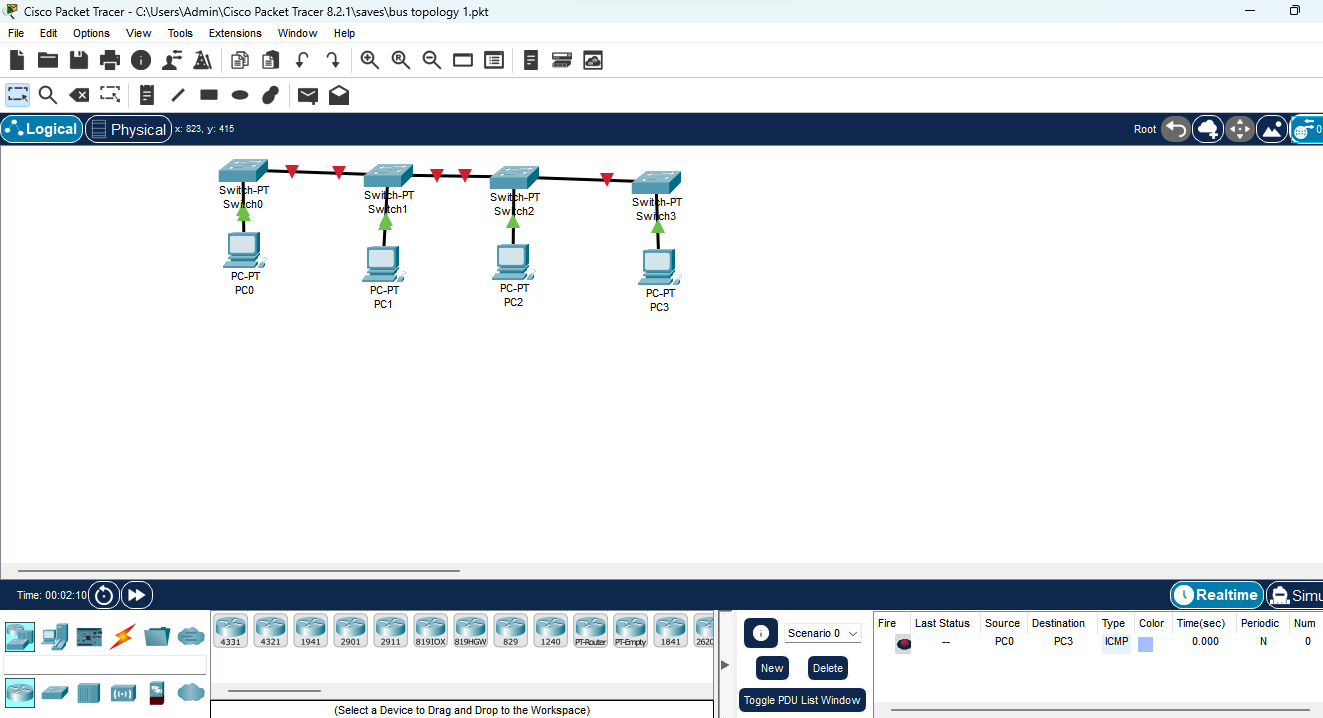 Cisco Packet Tracer - C:\Users\Admin\Cisco Packet Tracer 8.2.1\saves\bus topology 1.pkt
File Edit Options View Tools Extensions Window Help
Logical Physical x: 823, y: 415 Root 0
Switch-PT
Switch0
Switch-PT
Switch1
Switch-PT
Switch2
Switch-PT
Switch3
PC-PT
PC0
PC-PT
PC1
PC-PT
PC2
PC-PT
PC3
Time: 00:02:10 Realtime Simu
4331 4321 1941 2901 2911 819IOX 819HGW 829 1240 PT-Router PT-Empty 1841 2620
(Select a Device to Drag and Drop to the Workspace)
Scenario 0
New Delete
Toggle PDU List Window
Fire Last Status Source Destination Type Color Time(sec) Periodic Num
-- PC0 PC3 ICMP 0.000 N 0